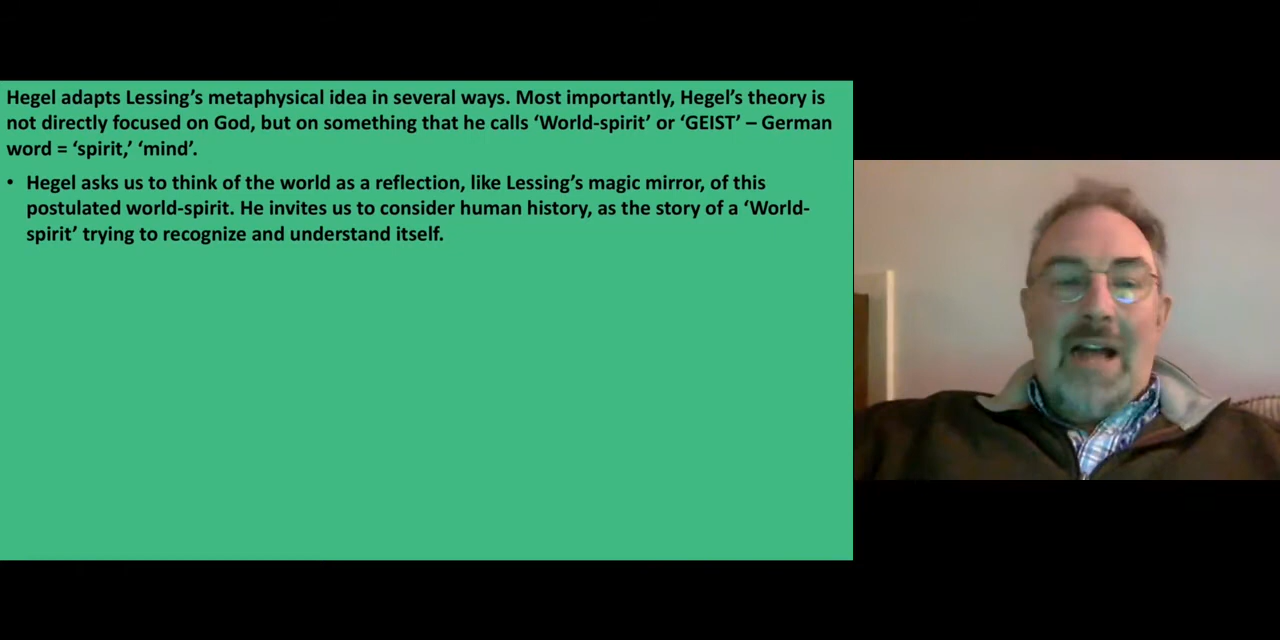 Hegel adapts Lessing’s metaphysical idea in several ways. Most importantly, Hegel’s theory is
not directly focused on God, but on something that he calls ‘World-spirit’ or ‘GEIST’ – German
word = ‘spirit,’ ‘mind’.
• Hegel asks us to think of the world as a reflection, like Lessing’s magic mirror, of this
postulated world-spirit. He invites us to consider human history, as the story of a ‘World-
spirit’ trying to recognize and understand itself.